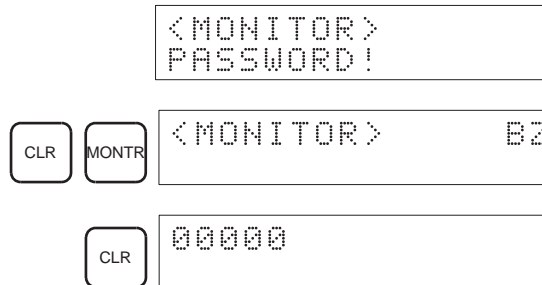 <MONITOR>
PASSWORD!
CLR MONTR <MONITOR> BZ
CLR 00000